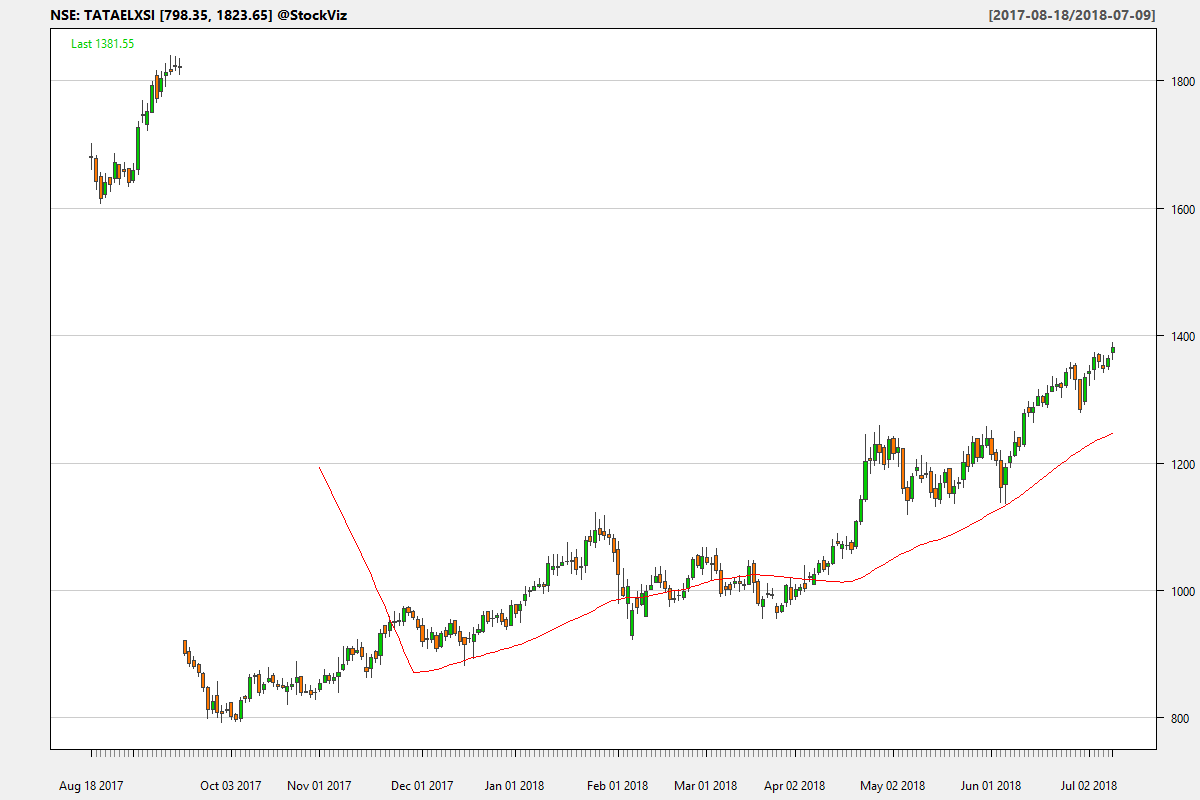 NSE: TATAELXSI [798.35, 1823.65] @StockViz
[2017-08-18/2018-07-09]
Last 1381.55
1800
1600
1400
1200
1000
800
Aug 18 2017
Oct 03 2017
Nov 01 2017
Dec 01 2017
Jan 01 2018
Feb 01 2018
Mar 01 2018
Apr 02 2018
May 02 2018
Jun 01 2018
Jul 02 2018